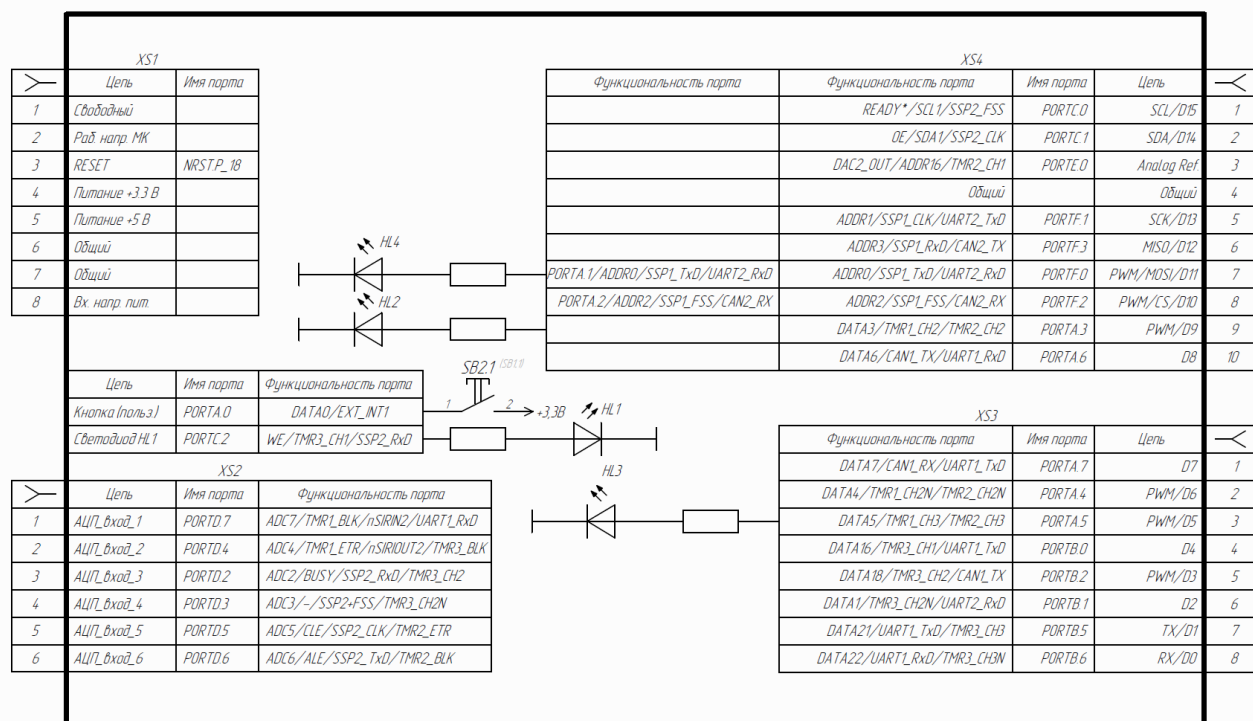 XS1
Цепь Имя порта
1 Свободный
2 Раб. напр. МК
3 RESET NRST.P_18
4 Питание +3.3 В
5 Питание +5 В
6 Общий
7 Общий
8 Вх. напр. пит.
XS4
Функциональность порта Функциональность порта Имя порта Цепь
READY*/SCL1/SSP2_FSS PORTC.0 SCL/D15 1
OE/SDA1/SSP2_CLK PORTC.1 SDA/D14 2
DAC2_OUT/ADDR16/TMR2_CH1 PORTE.0 Analog Ref. 3
Общий Общий 4
ADDR1/SSP1_CLK/UART2_TxD PORTF.1 SCK/D13 5
ADDR3/SSP1_RxD/CAN2_TX PORTF.3 MISO/D12 6
PORTA.1/ADDR0/SSP1_TxD/UART2_RxD ADDR0/SSP1_TxD/UART2_RxD PORTF.0 PWM/MOSI/D11 7
PORTA.2/ADDR2/SSP1_FSS/CAN2_RX ADDR2/SSP1_FSS/CAN2_RX PORTF.2 PWM/CS/D10 8
DATA3/TMR1_CH2/TMR2_CH2 PORTA.3 PWM/D9 9
DATA6/CAN1_TX/UART1_RxD PORTA.6 D8 10
HL4
HL2
Цепь Имя порта Функциональность порта
Кнопка (польз.) PORTA.0 DATA0/EXT_INT1
Светодиод HL1 PORTC.2 WE/TMR3_CH1/SSP2_RxD
SB2.1 (SB1.1)
1 2 +3,3В
HL1
XS2
Цепь Имя порта Функциональность порта
1 АЦП_вход_1 PORTD.7 ADC7/TMR1_BLK/nSIRIN2/UART1_RxD
2 АЦП_вход_2 PORTD.4 ADC4/TMR1_ETR/nSIROUT2/TMR3_BLK
3 АЦП_вход_3 PORTD.2 ADC2/BUSY/SSP2_RxD/TMR3_CH2
4 АЦП_вход_4 PORTD.3 ADC3/-/SSP2+FSS/TMR3_CH2N
5 АЦП_вход_5 PORTD.5 ADC5/CLE/SSP2_CLK/TMR2_ETR
6 АЦП_вход_6 PORTD.6 ADC6/ALE/SSP2_TxD/TMR2_BLK
HL3
XS3
Функциональность порта Имя порта Цепь
DATA7/CAN1_RX/UART1_TxD PORTA.7 D7 1
DATA4/TMR1_CH2N/TMR2_CH2N PORTA.4 PWM/D6 2
DATA5/TMR1_CH3/TMR2_CH3 PORTA.5 PWM/D5 3
DATA16/TMR3_CH1/UART1_TxD PORTB.0 D4 4
DATA18/TMR3_CH2/CAN1_TX PORTB.2 PWM/D3 5
DATA1/TMR3_CH2N/UART2_RxD PORTB.1 D2 6
DATA21/UART1_TxD/TMR3_CH3 PORTB.5 TX/D1 7
DATA22/UART1_RxD/TMR3_CH3N PORTB.6 RX/D0 8